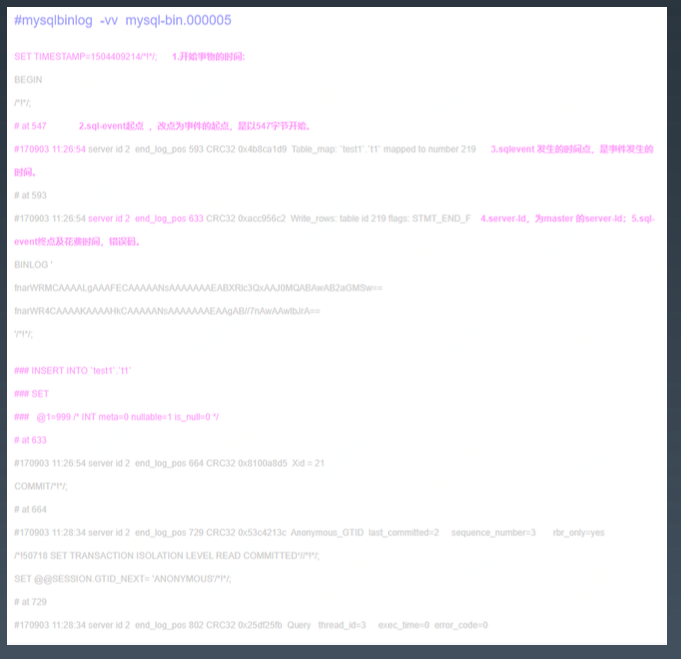 #mysqlbinlog -vv mysql-bin.000005
SET TIMESTAMP=1504409214/*!*/; 1.开始事物的时间:
BEGIN
/*!*/;
# at 547 2.sql-event起点 ，改点为事件的起点，是以547字节开始。
#170903 11:26:54 server id 2 end_log_pos 593 CRC32 0x4b8ca1d9 Table_map: `test1`.`t1` mapped to number 219 3.sqlevent 发生的时间点，是事件发生的
时间。
# at 593
#170903 11:26:54 server id 2 end_log_pos 633 CRC32 0xacc956c2 Write_rows: table id 219 flags: STMT_END_F 4.server-Id，为master 的server-Id；5.sql-
event终点及花费时间，错误码。
BINLOG '
'/*!*/;
### INSERT INTO `test1`.`t1`
### SET
### @1=999 /* INT meta=0 nullable=1 is_null=0 */
# at 633
#170903 11:26:54 server id 2 end_log_pos 664 CRC32 0x8100a8d5 Xid = 21
COMMIT/*!*/;
# at 664
#170903 11:28:34 server id 2 end_log_pos 729 CRC32 0x53c4213c Anonymous_GTID last_committed=2 sequence_number=3 rbr_only=yes
/*!50718 SET TRANSACTION ISOLATION LEVEL READ COMMITTED*//*!*/;
SET @@SESSION.GTID_NEXT= 'ANONYMOUS'/*!*/;
# at 729
#170903 11:28:34 server id 2 end_log_pos 802 CRC32 0x25df25fb Query thread_id=3 exec_time=0 error_code=0